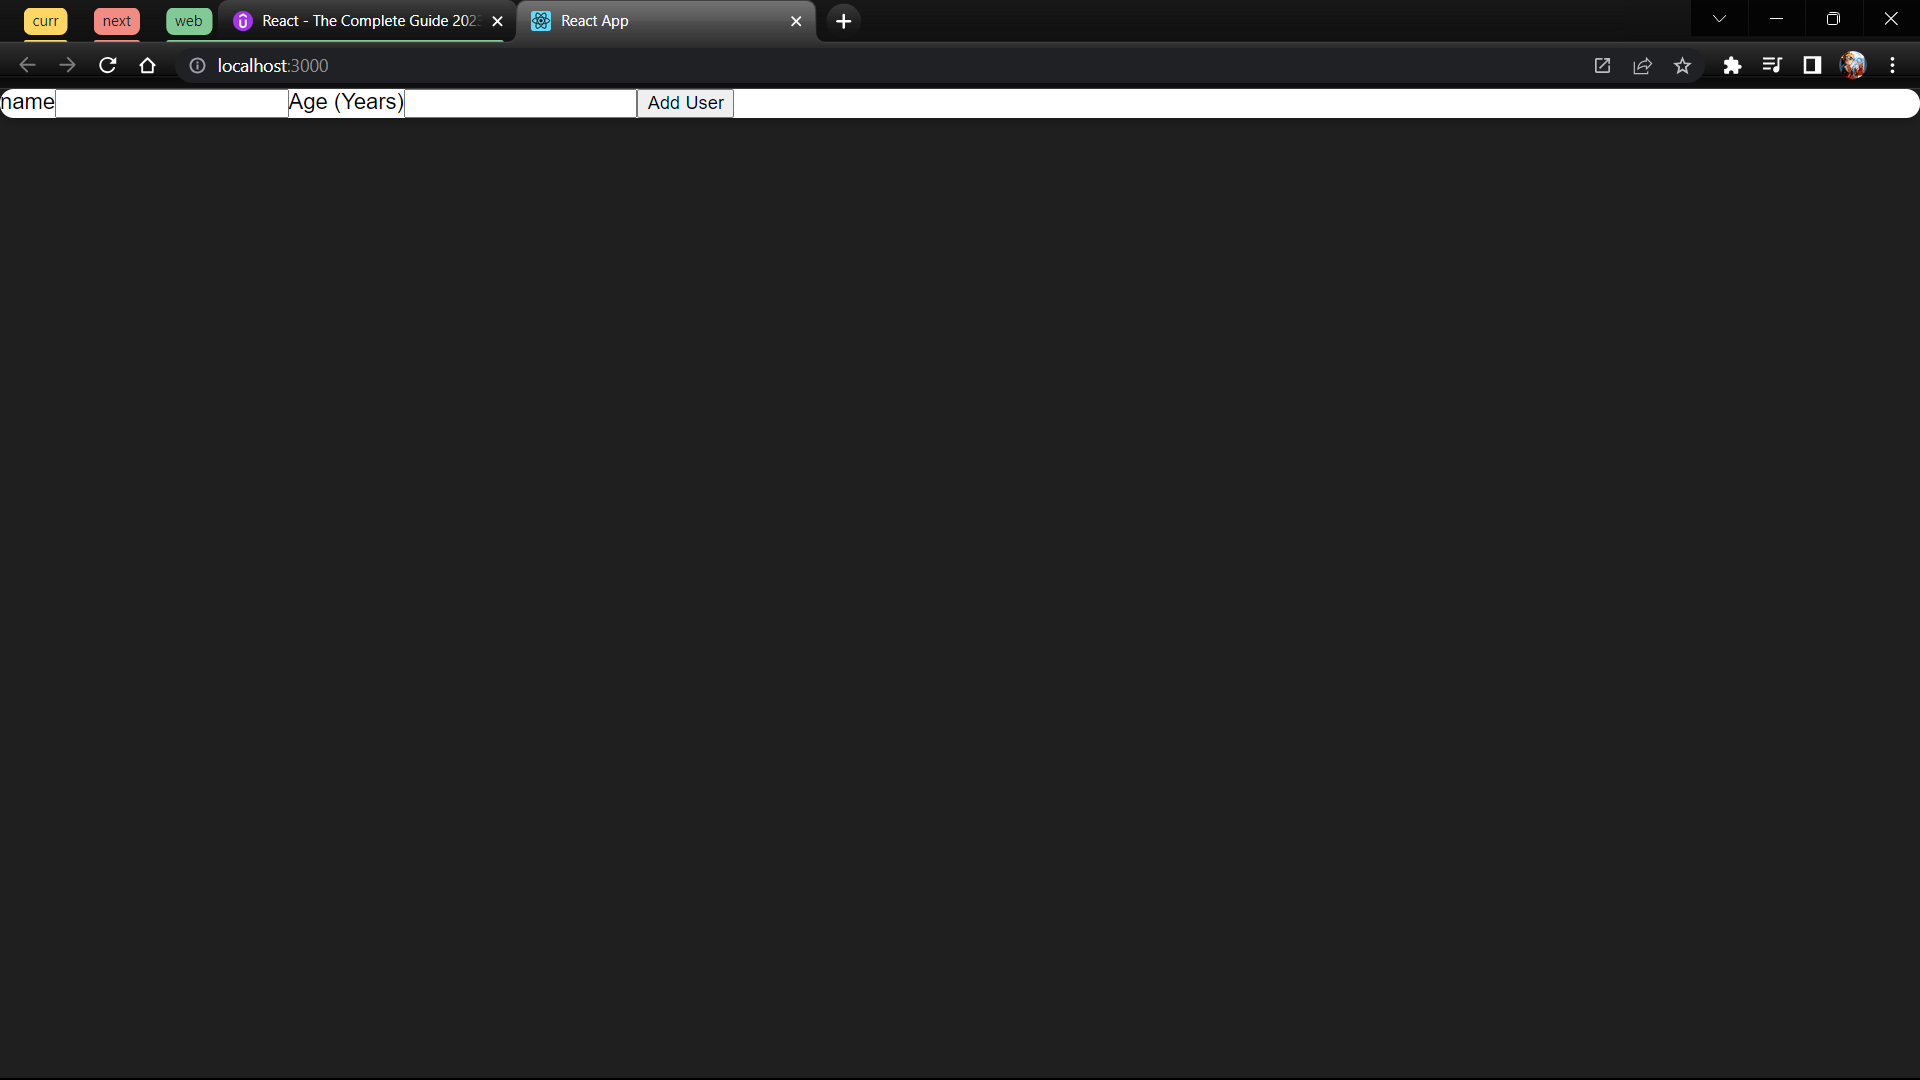 curr next web React - The Complete Guide 202 React App
localhost:3000
name Age (Years) Add User